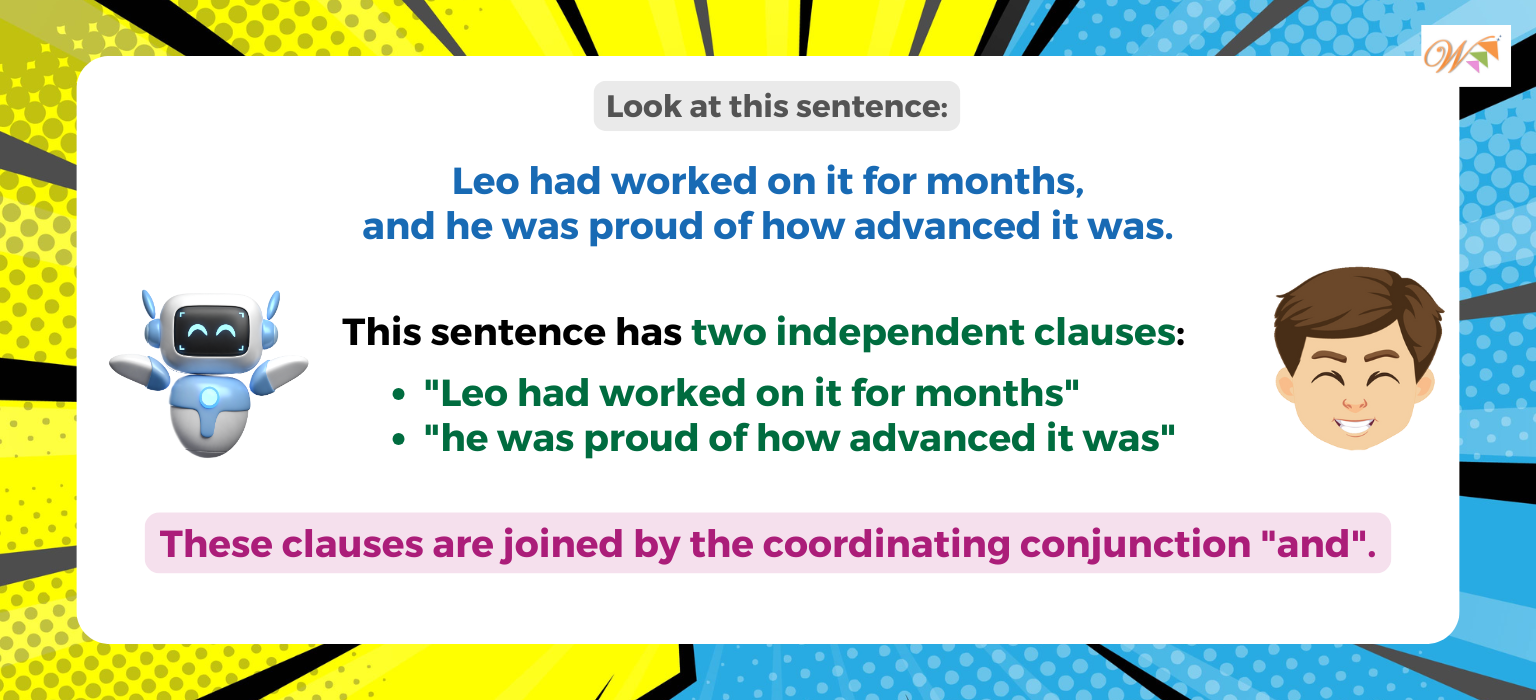 Look at this sentence:
Leo had worked on it for months,
and he was proud of how advanced it was.
This sentence has two independent clauses:
• "Leo had worked on it for months"
• "he was proud of how advanced it was"
These clauses are joined by the coordinating conjunction "and".
W